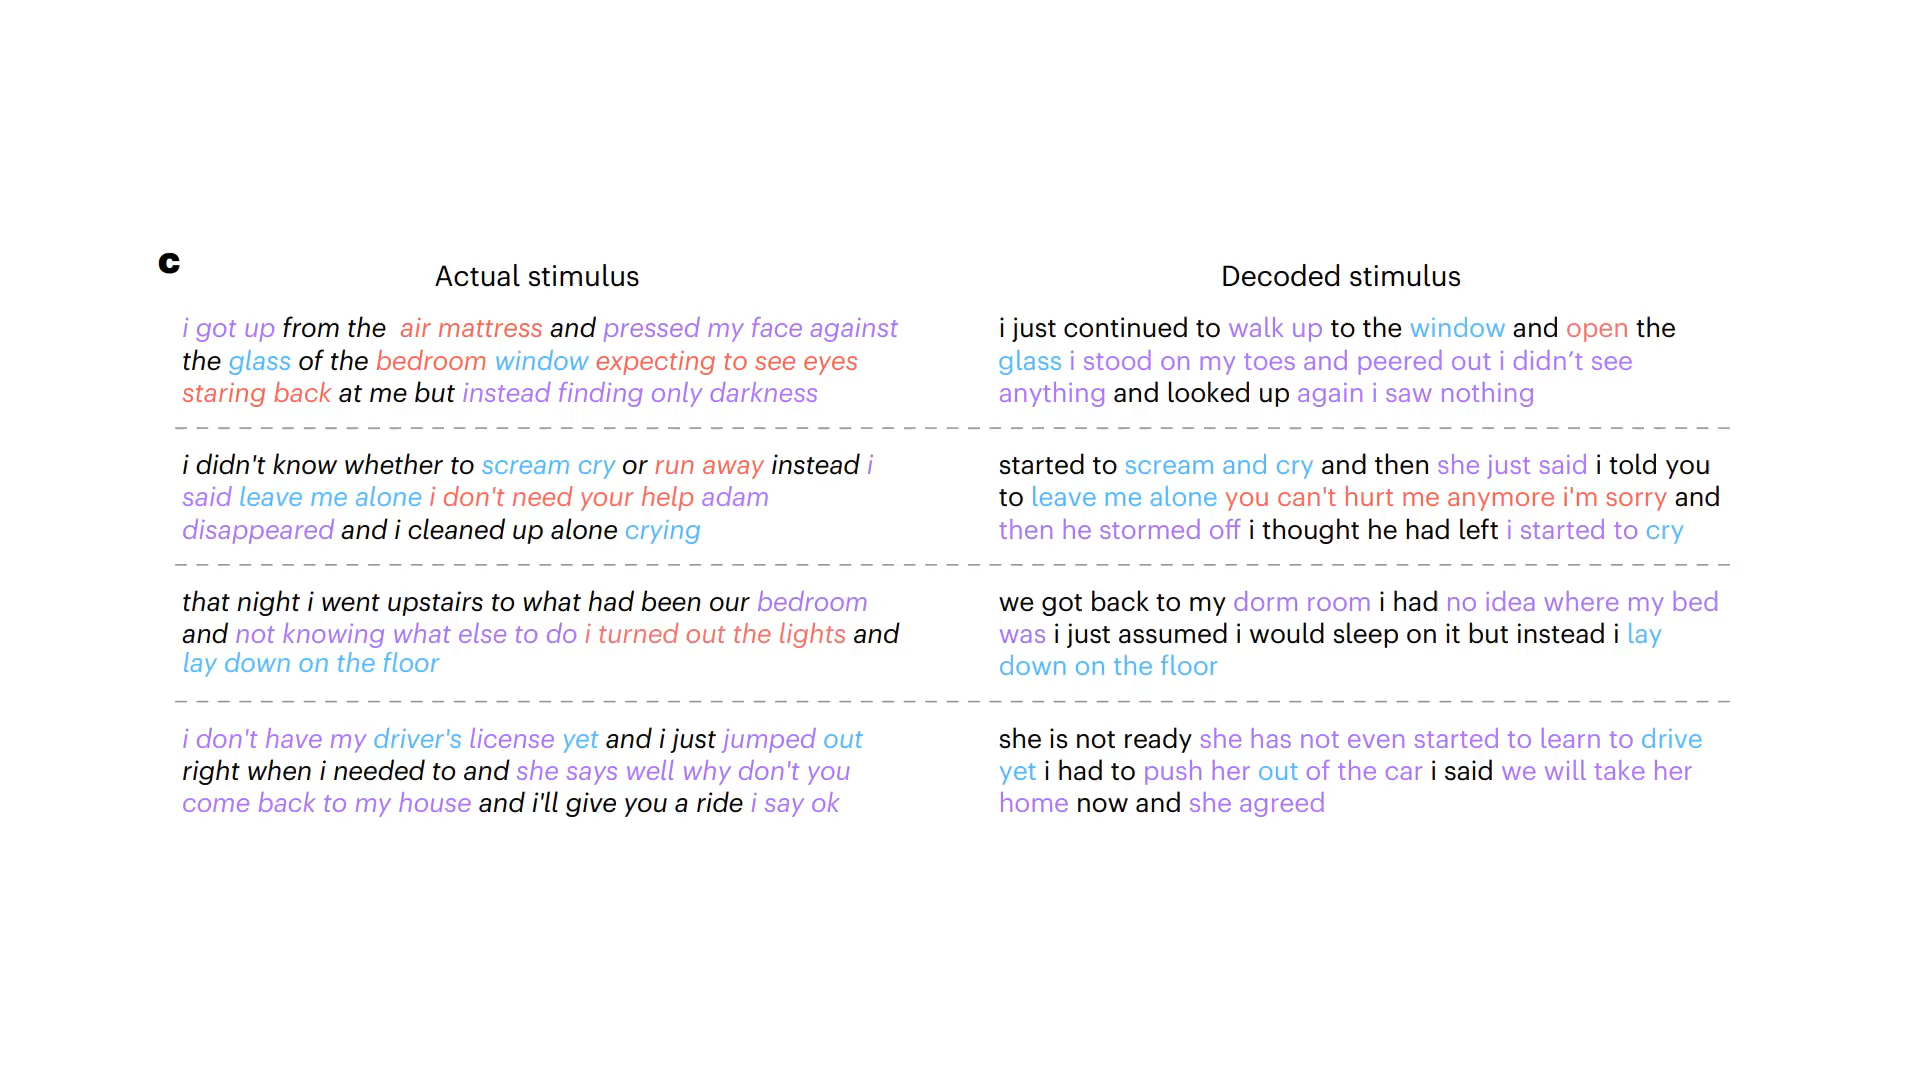 c
Actual stimulus
i got up from the air mattress and pressed my face against
the glass of the bedroom window expecting to see eyes
staring back at me but instead finding only darkness
i didn't know whether to scream cry or run away instead i
said leave me alone i don't need your help adam
disappeared and i cleaned up alone crying
that night i went upstairs to what had been our bedroom
and not knowing what else to do i turned out the lights and
lay down on the floor
i don't have my driver's license yet and i just jumped out
right when i needed to and she says well why don't you
come back to my house and i'll give you a ride i say ok
Decoded stimulus
i just continued to walk up to the window and open the
glass i stood on my toes and peered out i didn’t see
anything and looked up again i saw nothing
started to scream and cry and then she just said i told you
to leave me alone you can't hurt me anymore i'm sorry and
then he stormed off i thought he had left i started to cry
we got back to my dorm room i had no idea where my bed
was i just assumed i would sleep on it but instead i lay
down on the floor
she is not ready she has not even started to learn to drive
yet i had to push her out of the car i said we will take her
home now and she agreed